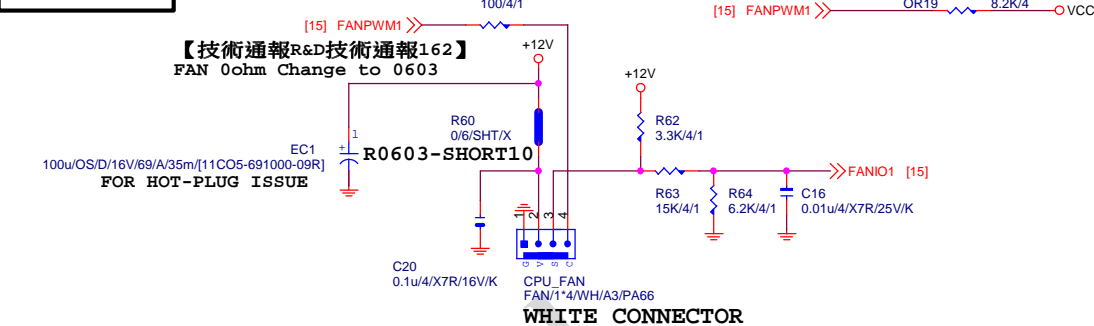 100/4/1
[15] FANPWM1
[15] FANPWM1
OR19
8.2K/4
VCC
【技術通報R&D技術通報162】
FAN 0ohm Change to 0603
+12V
+12V
R60
0/6/SHT/X
R0603-SHORT10
R62
3.3K/4/1
1
+
EC1
100u/OS/D/16V/69/A/35m/[11CO5-691000-09R]
FOR HOT-PLUG ISSUE
FANIO1 [15]
R63
15K/4/1
R64
6.2K/4/1
C16
0.01u/4/X7R/25V/K
1
2
3
4
G
V
S
C
C20
0.1u/4/X7R/16V/K
CPU_FAN
FAN/1*4/WH/A3/PA66
WHITE CONNECTOR